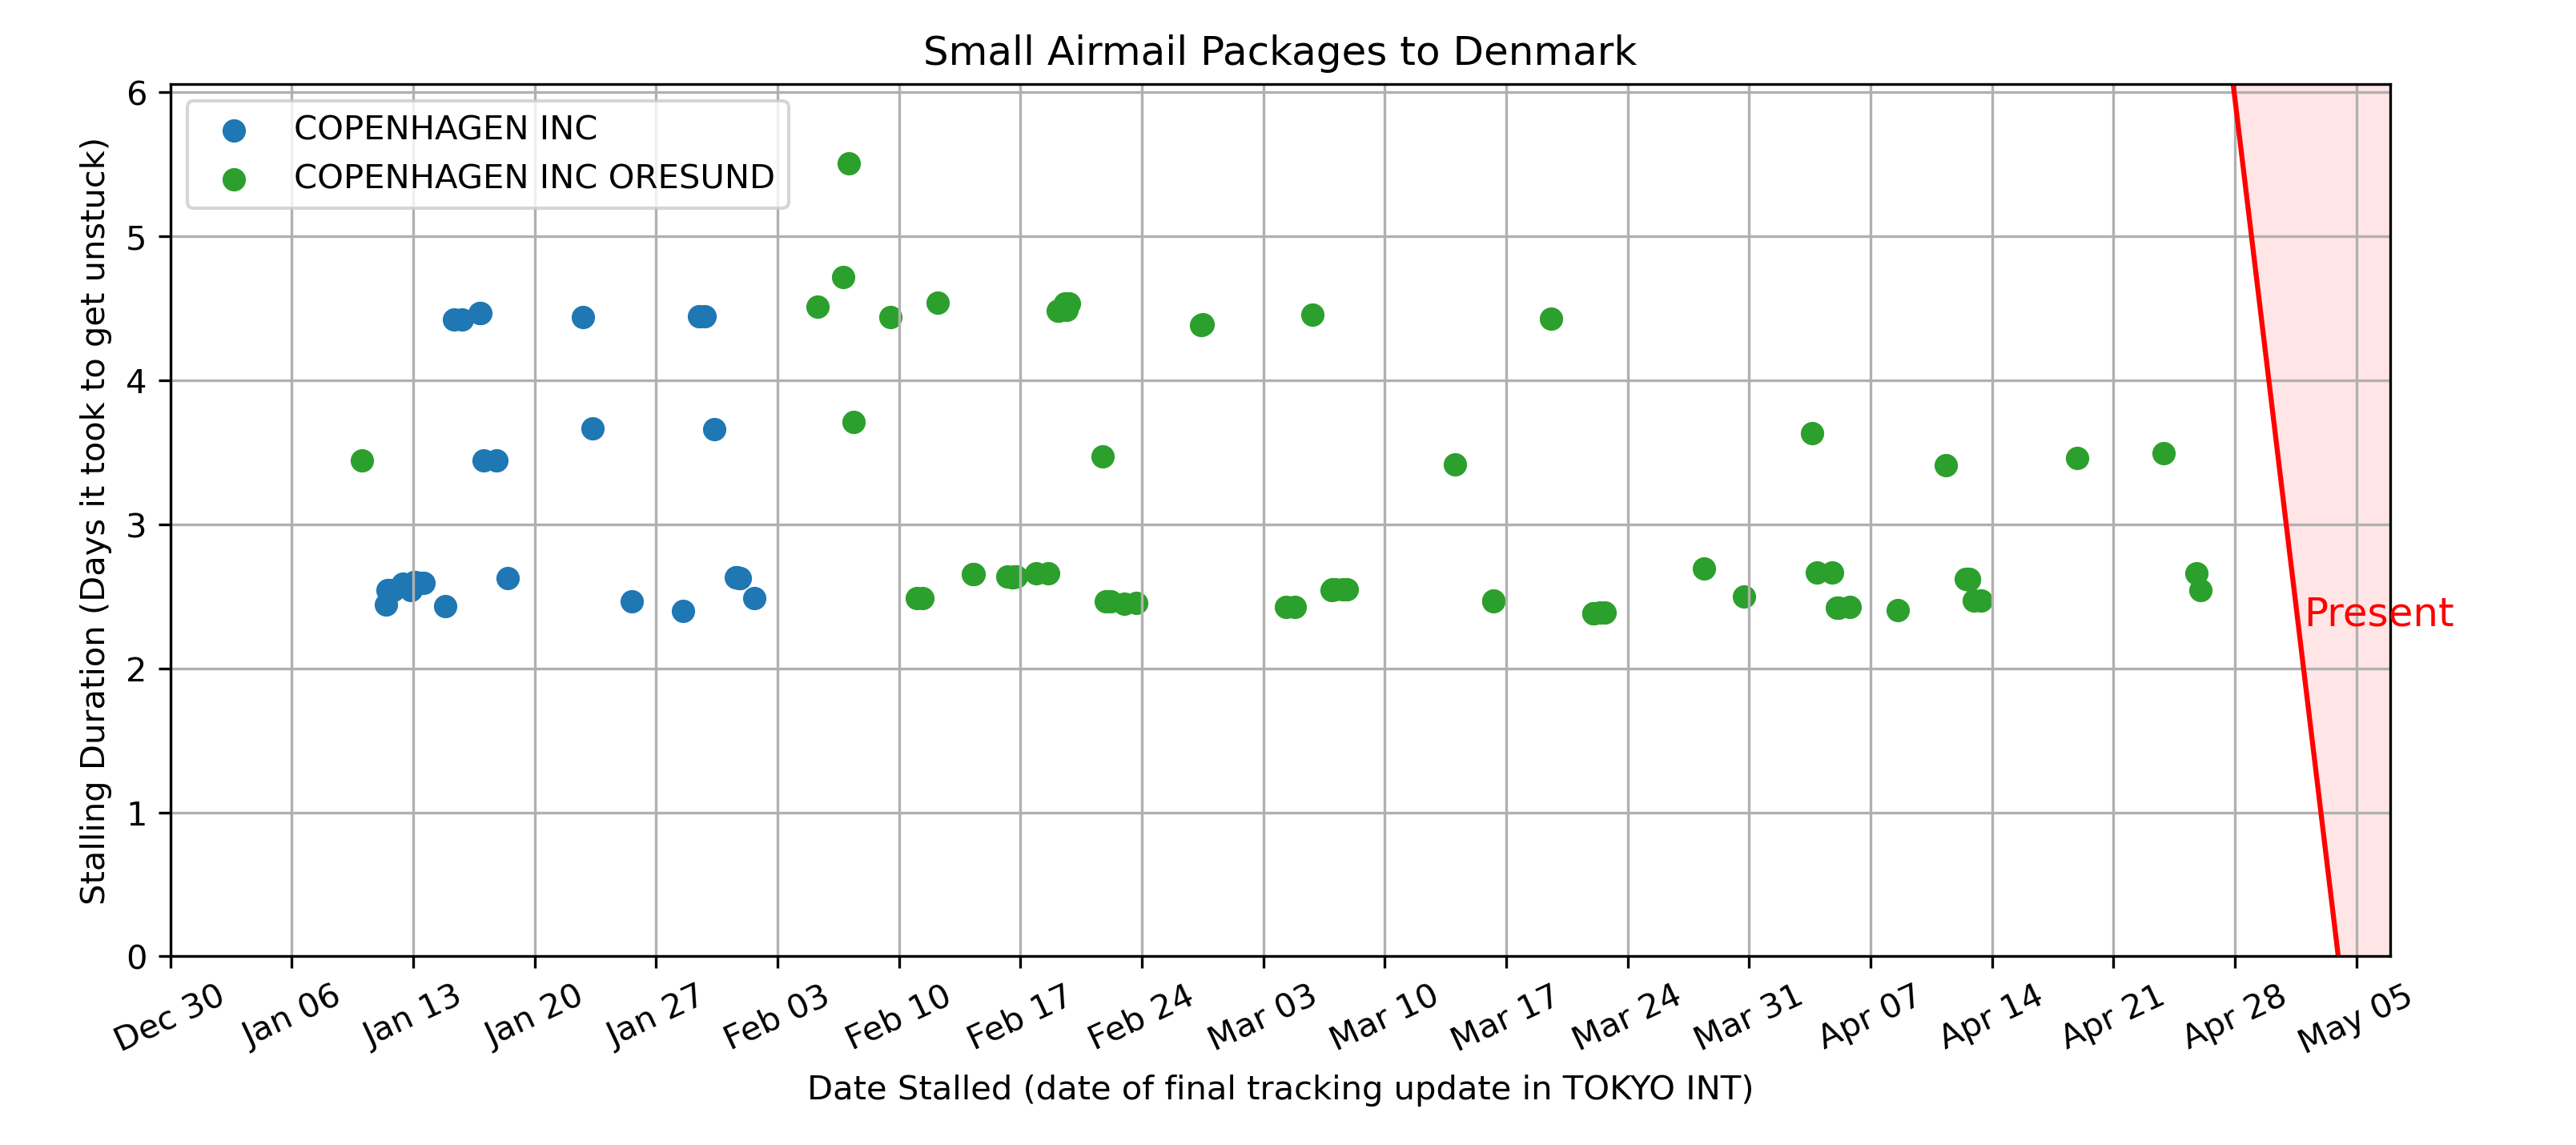 Small Airmail Packages to Denmark
COPENHAGEN INC
COPENHAGEN INC ORESUND
Stalling Duration (Days it took to get unstuck)
6
5
4
3
2
1
0
Present
Dec 30 Jan 06 Jan 13 Jan 20 Jan 27 Feb 03 Feb 10 Feb 17 Feb 24 Mar 03 Mar 10 Mar 17 Mar 24 Mar 31 Apr 07 Apr 14 Apr 21 Apr 28 May 05
Date Stalled (date of final tracking update in TOKYO INT)